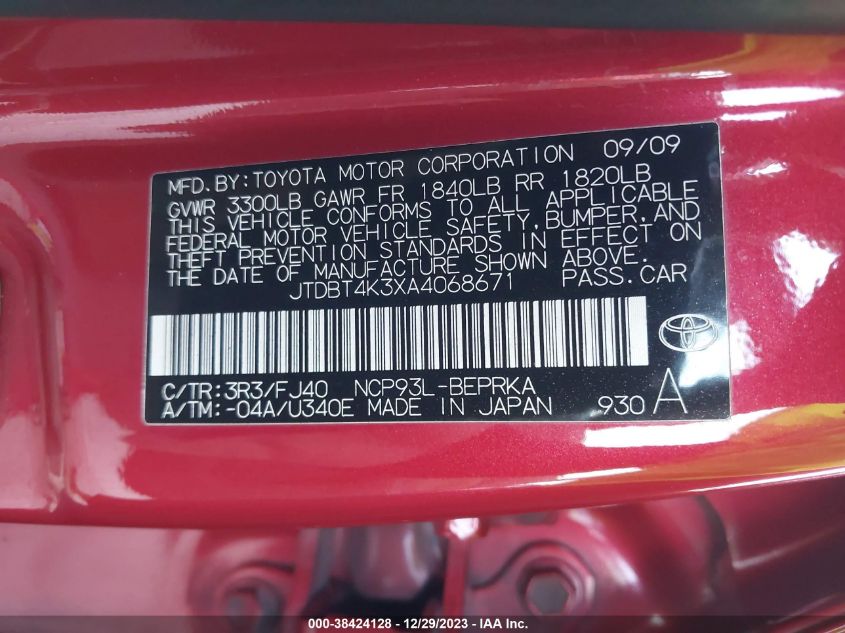 MFD. BY:TOYOTA MOTOR CORPORATION 09/09
GVWR 3300LB GAWR FR 1840LB RR 1820LB
THIS VEHICLE CONFORMS TO ALL APPLICABLE
FEDERAL MOTOR VEHICLE SAFETY, BUMPER, AND
THEFT PREVENTION STANDARDS IN EFFECT ON
THE DATE OF MANUFACTURE SHOWN ABOVE.
JTDBT4K3XA4068671 PASS. CAR
C/TR:3R3/FJ40 NCP93L-BEPRKA
A/TM:-04A/U340E MADE IN JAPAN 930 A
000-38424128 - 12/29/2023 - IAA Inc.